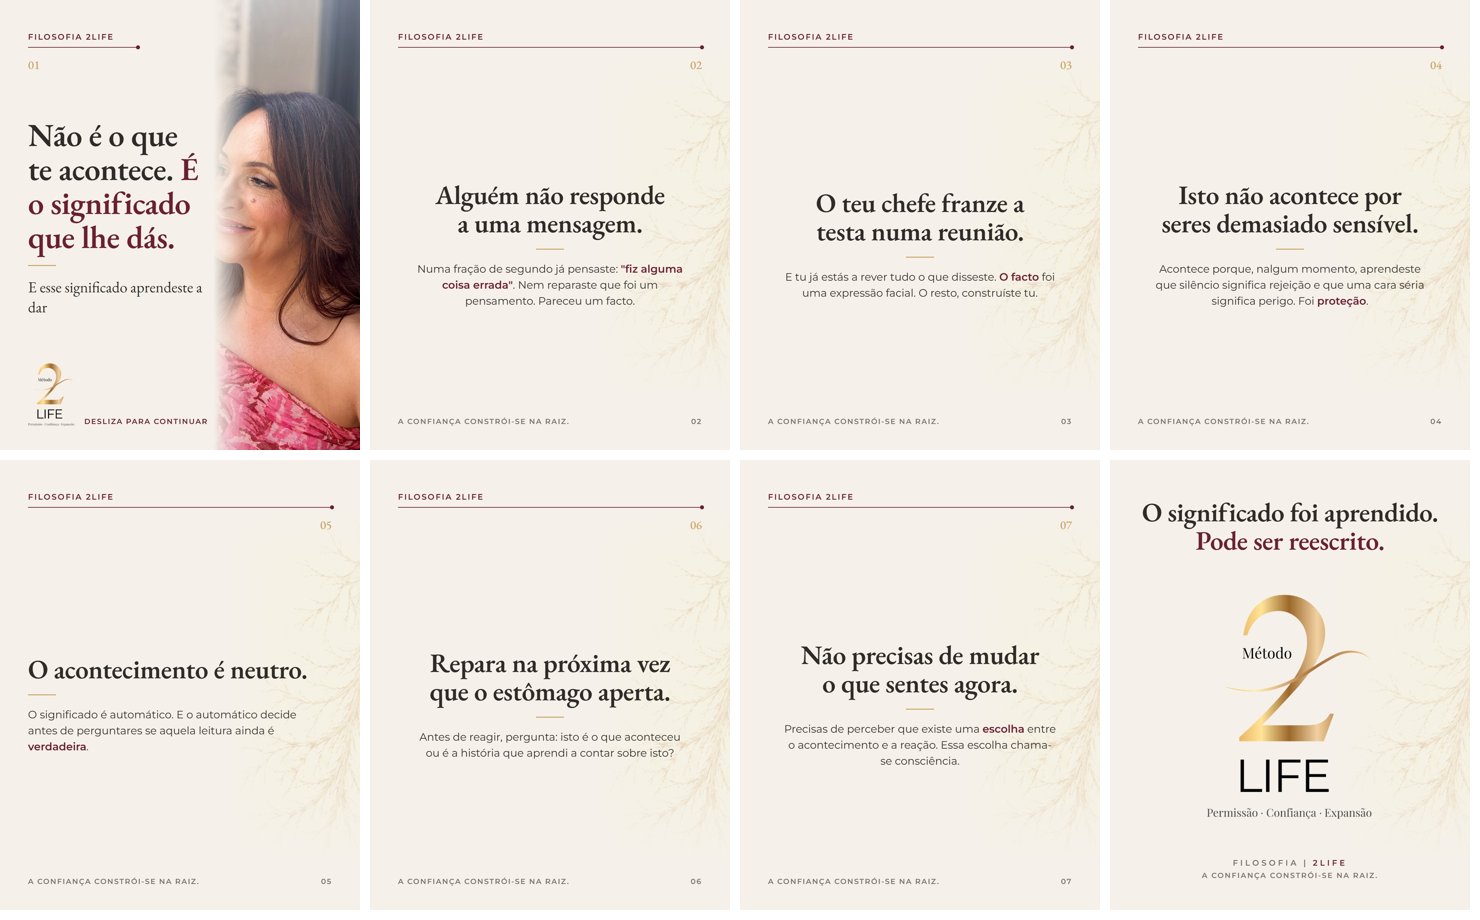 FILOSOFIA 2LIFE
01
Não é o que
te acontece. É
o significado
que lhe dás.
E esse significado aprendeste a
dar
Método
2
LIFE
Permissão · Confiança · Expansão
DESLIZA PARA CONTINUAR
FILOSOFIA 2LIFE
02
Alguém não responde
a uma mensagem.
Numa fração de segundo já pensaste: "fiz alguma
coisa errada". Nem reparaste que foi um
pensamento. Pareceu um facto.
A CONFIANÇA CONSTRÓI-SE NA RAIZ.
02
FILOSOFIA 2LIFE
03
O teu chefe franze a
testa numa reunião.
E tu já estás a rever tudo o que disseste. O facto foi
uma expressão facial. O resto, construíste tu.
A CONFIANÇA CONSTRÓI-SE NA RAIZ.
03
FILOSOFIA 2LIFE
04
Isto não acontece por
seres demasiado sensível.
Acontece porque, nalgum momento, aprendeste
que silêncio significa rejeição e que uma cara séria
significa perigo. Foi proteção.
A CONFIANÇA CONSTRÓI-SE NA RAIZ.
04
FILOSOFIA 2LIFE
05
O acontecimento é neutro.
O significado é automático. E o automático decide
antes de perguntares se aquela leitura ainda é
verdadeira.
A CONFIANÇA CONSTRÓI-SE NA RAIZ.
05
FILOSOFIA 2LIFE
06
Repara na próxima vez
que o estômago aperta.
Antes de reagir, pergunta: isto é o que aconteceu
ou é a história que aprendi a contar sobre isto?
A CONFIANÇA CONSTRÓI-SE NA RAIZ.
06
FILOSOFIA 2LIFE
07
Não precisas de mudar
o que sentes agora.
Precisas de perceber que existe uma escolha entre
o acontecimento e a reação. Essa escolha chama-
se consciência.
A CONFIANÇA CONSTRÓI-SE NA RAIZ.
07
O significado foi aprendido.
Pode ser reescrito.
Método
2
LIFE
Permissão · Confiança · Expansão
FILOSOFIA | 2LIFE
A CONFIANÇA CONSTRÓI-SE NA RAIZ.